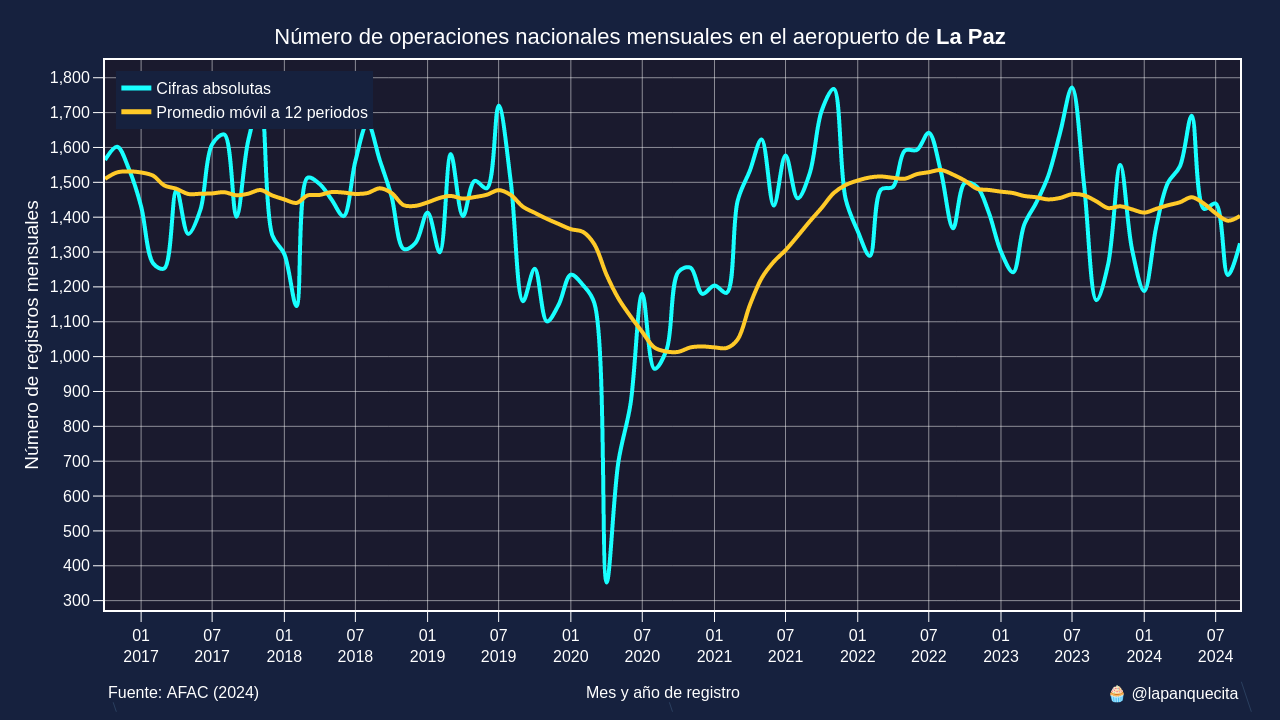 Número de operaciones nacionales mensuales en el aeropuerto de La Paz
Cifras absolutas
Promedio móvil a 12 periodos
Número de registros mensuales
1,800
1,700
1,600
1,500
1,400
1,300
1,200
1,100
1,000
900
800
700
600
500
400
300
01 07 01 07 01 07 01 07 01 07 01 07 01 07 01 07
2017 2017 2018 2018 2019 2019 2020 2020 2021 2021 2022 2022 2023 2023 2024 2024
Fuente: AFAC (2024)
Mes y año de registro
🧁 @lapanquecita